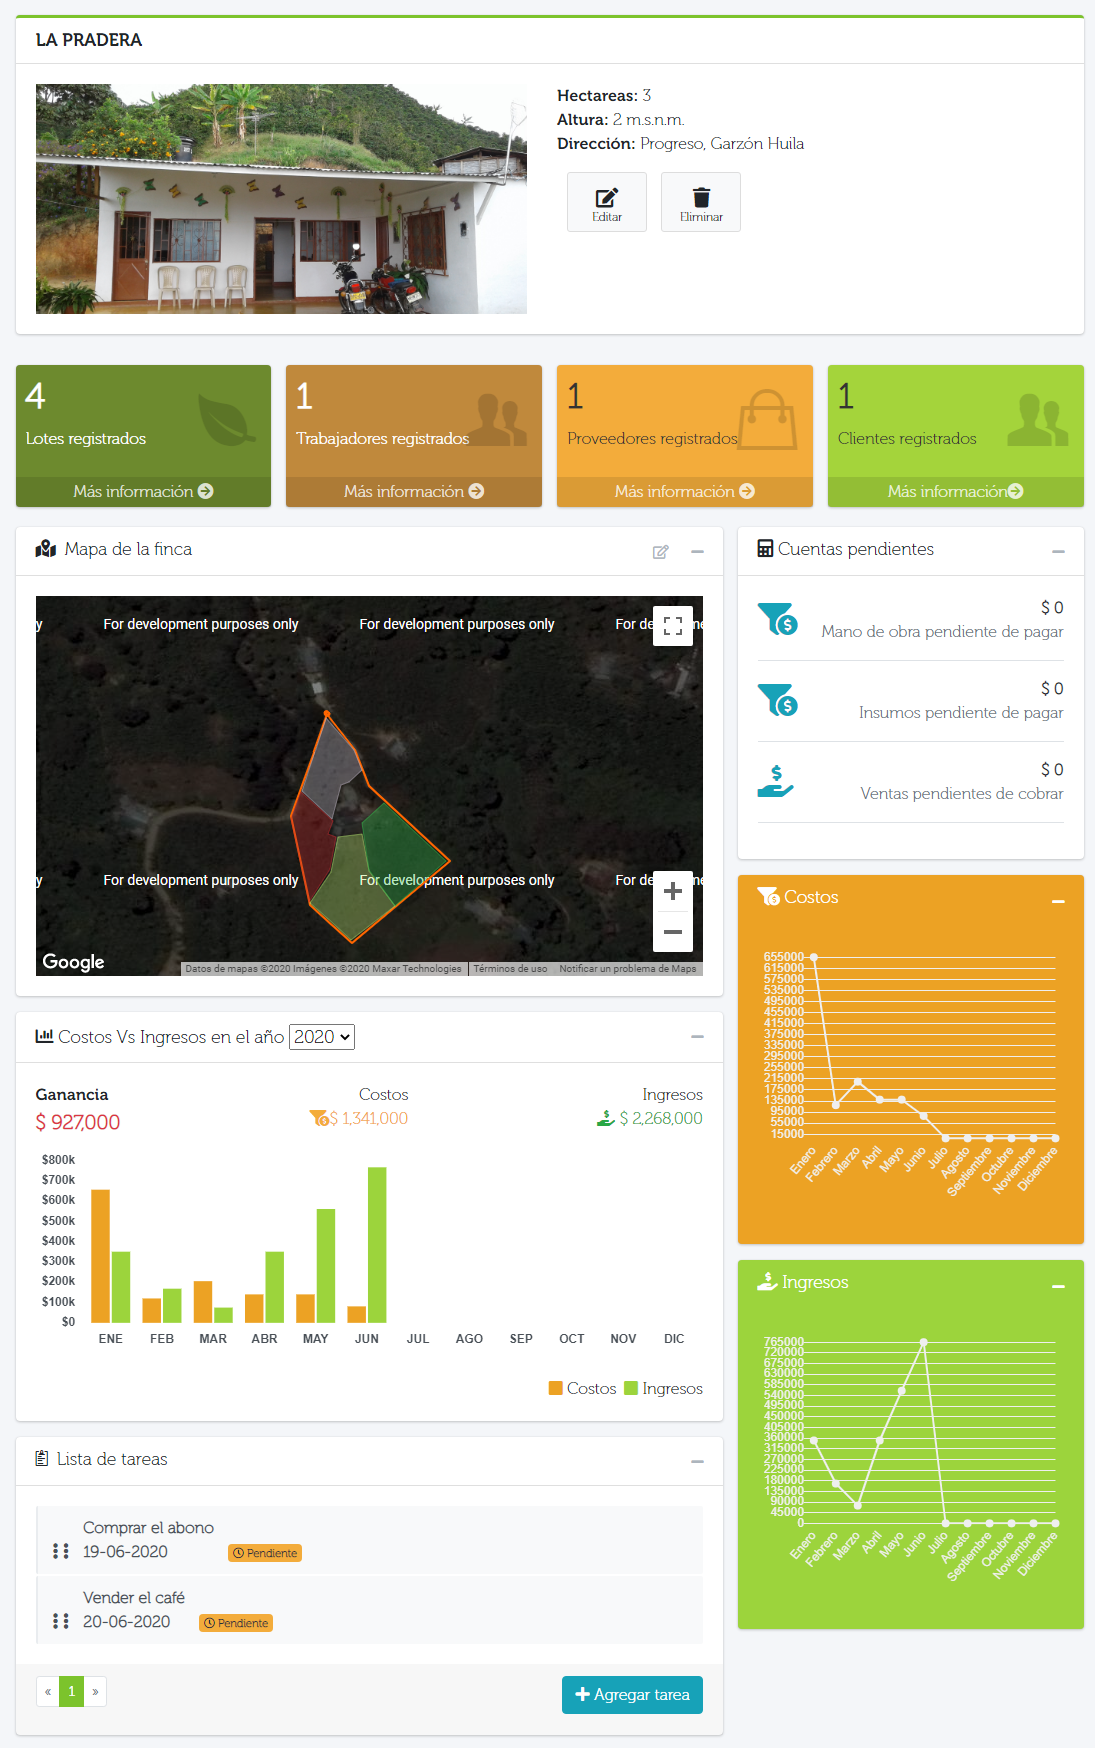 LA PRADERA
Hectareas: 3
Altura: 2 m.s.n.m.
Dirección: Progreso, Garzón Huila
Editar
Eliminar
4
Lotes registrados
Más información
1
Trabajadores registrados
Más información
1
Proveedores registrados
Más información
1
Clientes registrados
Más información
Mapa de la finca
y For development purposes only For development purposes only For de me
y For development purposes only For development purposes only For de me
Google
Datos de mapas ©2020 Imágenes ©2020 Maxar Technologies Términos de uso Notificar un problema de Maps
Cuentas pendientes
$ 0
Mano de obra pendiente de pagar
$ 0
Insumos pendiente de pagar
$ 0
Ventas pendientes de cobrar
Costos
655000
615000
575000
535000
495000
455000
415000
375000
335000
295000
255000
215000
175000
135000
95000
55000
15000
Enero
Febrero
Marzo
Abril
Mayo
Junio
Julio
Agosto
Septiembre
Octubre
Noviembre
Diciembre
Costos Vs Ingresos en el año 2020
Ganancia
$ 927,000
Costos
$ 1,341,000
Ingresos
$ 2,268,000
$800k
$700k
$600k
$500k
$400k
$300k
$200k
$100k
$0
ENE FEB MAR ABR MAY JUN JUL AGO SEP OCT NOV DIC
Costos Ingresos
Ingresos
765000
720000
675000
630000
585000
540000
495000
450000
405000
360000
315000
270000
225000
180000
135000
90000
45000
0
Enero
Febrero
Marzo
Abril
Mayo
Junio
Julio
Agosto
Septiembre
Octubre
Noviembre
Diciembre
Lista de tareas
Comprar el abono
19-06-2020 Pendiente
Vender el café
20-06-2020 Pendiente
« 1 »
Agregar tarea